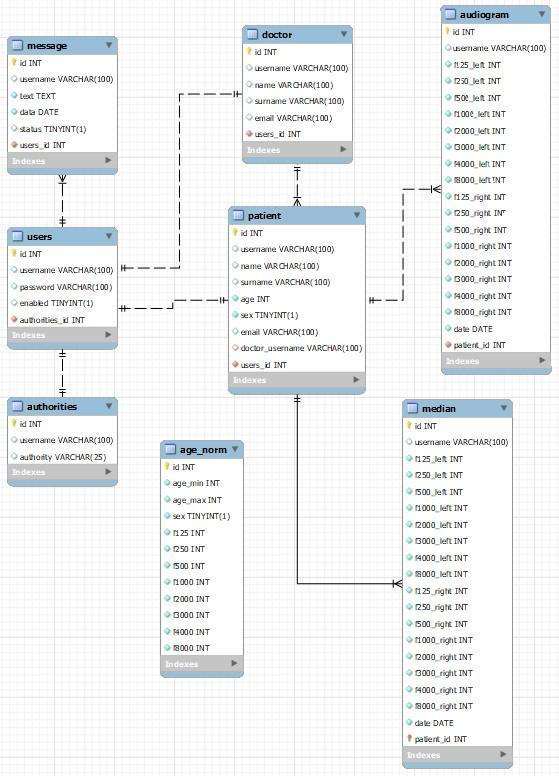 message
id INT
username VARCHAR(100)
text TEXT
data DATE
status TINYINT(1)
users_id INT
Indexes
users
id INT
username VARCHAR(100)
password VARCHAR(100)
enabled TINYINT(1)
authorities_id INT
Indexes
authorities
id INT
username VARCHAR(100)
authority VARCHAR(25)
Indexes
doctor
id INT
username VARCHAR(100)
name VARCHAR(100)
surname VARCHAR(100)
email VARCHAR(100)
users_id INT
Indexes
patient
id INT
username VARCHAR(100)
name VARCHAR(100)
surname VARCHAR(100)
age INT
sex TINYINT(1)
email VARCHAR(100)
doctor_username VARCHAR(100)
users_id INT
Indexes
age_norm
id INT
age_min INT
age_max INT
sex TINYINT(1)
f125 INT
f250 INT
f500 INT
f1000 INT
f2000 INT
f3000 INT
f4000 INT
f8000 INT
Indexes
audiogram
id INT
username VARCHAR(100)
f125_left INT
f250_left INT
f500_left INT
f1000_left INT
f2000_left INT
f3000_left INT
f4000_left INT
f8000_left INT
f125_right INT
f250_right INT
f500_right INT
f1000_right INT
f2000_right INT
f3000_right INT
f4000_right INT
f8000_right INT
date DATE
patient_id INT
Indexes
median
id INT
username VARCHAR(100)
f125_left INT
f250_left INT
f500_left INT
f1000_left INT
f2000_left INT
f3000_left INT
f4000_left INT
f8000_left INT
f125_right INT
f250_right INT
f500_right INT
f1000_right INT
f2000_right INT
f3000_right INT
f4000_right INT
f8000_right INT
date DATE
patient_id INT
Indexes